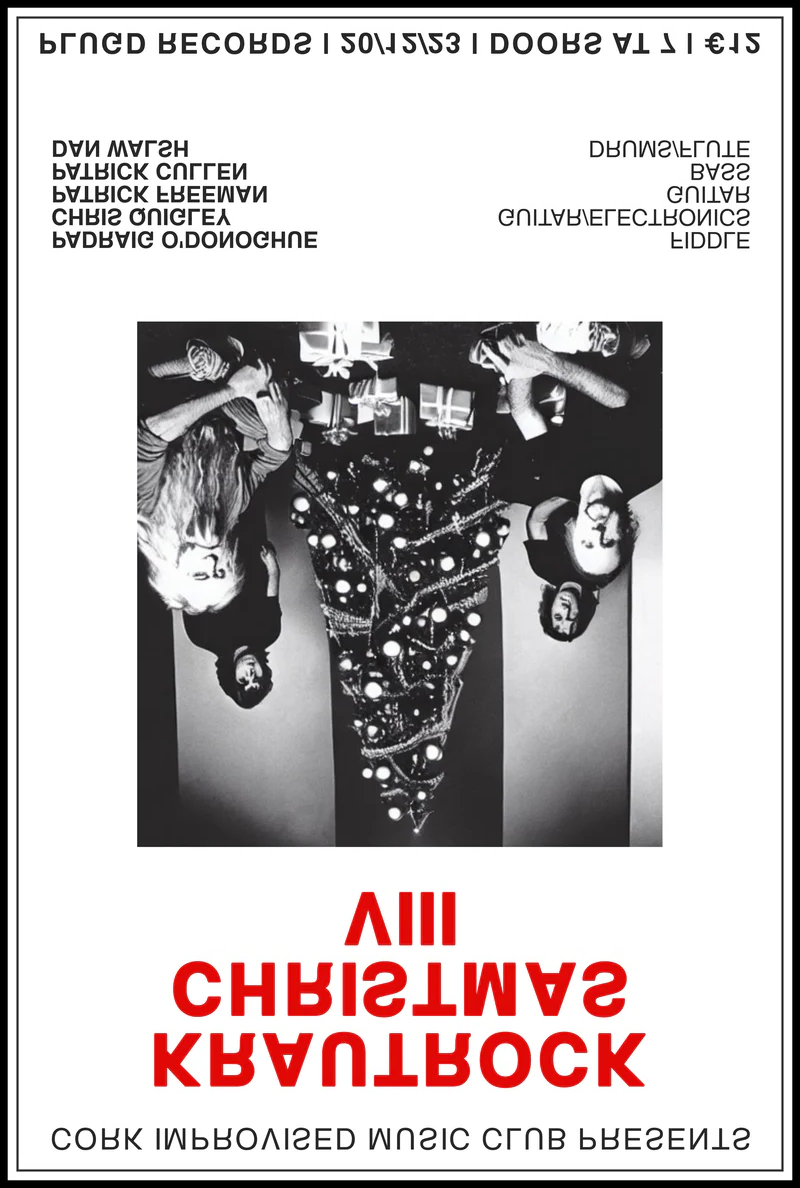 CORK IMPROVISED MUSIC CLUB PRESENTS
KRAUTROCK
CHRISTMAS
VIII
PADRAIG O'DONOGHUE FIDDLE
CHRIS QUIGLEY GUITAR/ELECTRONICS
PATRICK FREEMAN GUITAR
PATRICK CULLEN BASS
DAN WALSH DRUMS/FLUTE
PLUGD RECORDS | 20/12/23 | DOORS AT 7 | €12